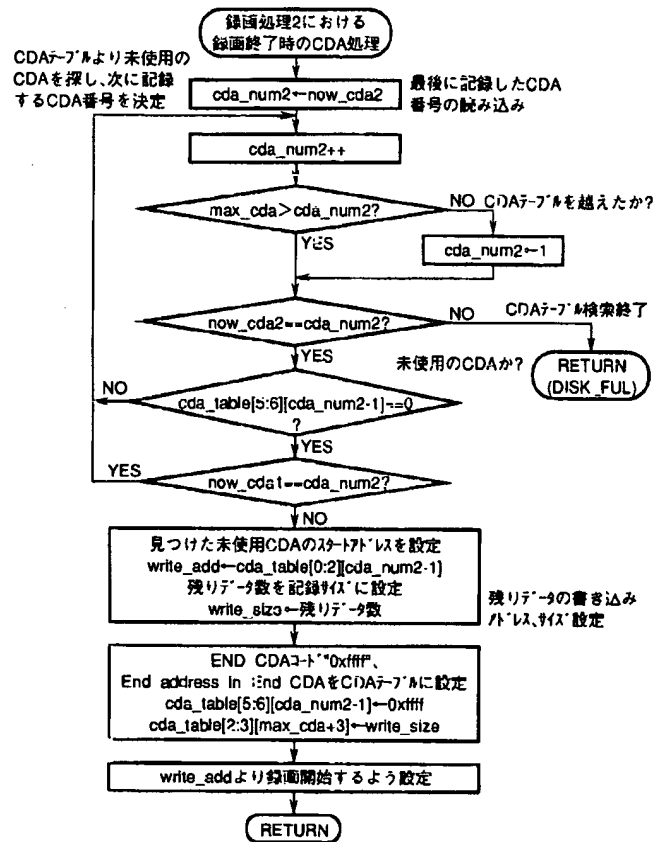 録画処理2における
録画終了時のCDA処理
CDAテーブルより未使用の
CDAを探し、次に記録
するCDA番号を決定
cda_num2←now_cda2
最後に記録したCDA
番号の読み込み
cda_num2++
max_cda>cda_num2?
NO
CDAテーブルを越えたか?
YES
cda_num2←1
now_cda2==cda_num2?
NO
CDAテーブル検索終了
YES
未使用のCDAか?
RETURN
(DISK_FUL)
NO
cda_table[5:6][cda_num2-1]==0
?
YES
YES
now_cda1==cda_num2?
NO
見つけた未使用CDAのスタートアドレスを設定
write_add←cda_table[0:2][cda_num2-1]
残りデータ数を記録サイズに設定
write_size←残りデータ数
残りデータの書き込み
アドレス、サイズ設定
END CDAコード"0xffff"、
End address in End CDAをCDAテーブルに設定
cda_table[5:6][cda_num2-1]←0xffff
cda_table[2:3][max_cda+3]←write_size
write_addより録画開始するよう設定
RETURN